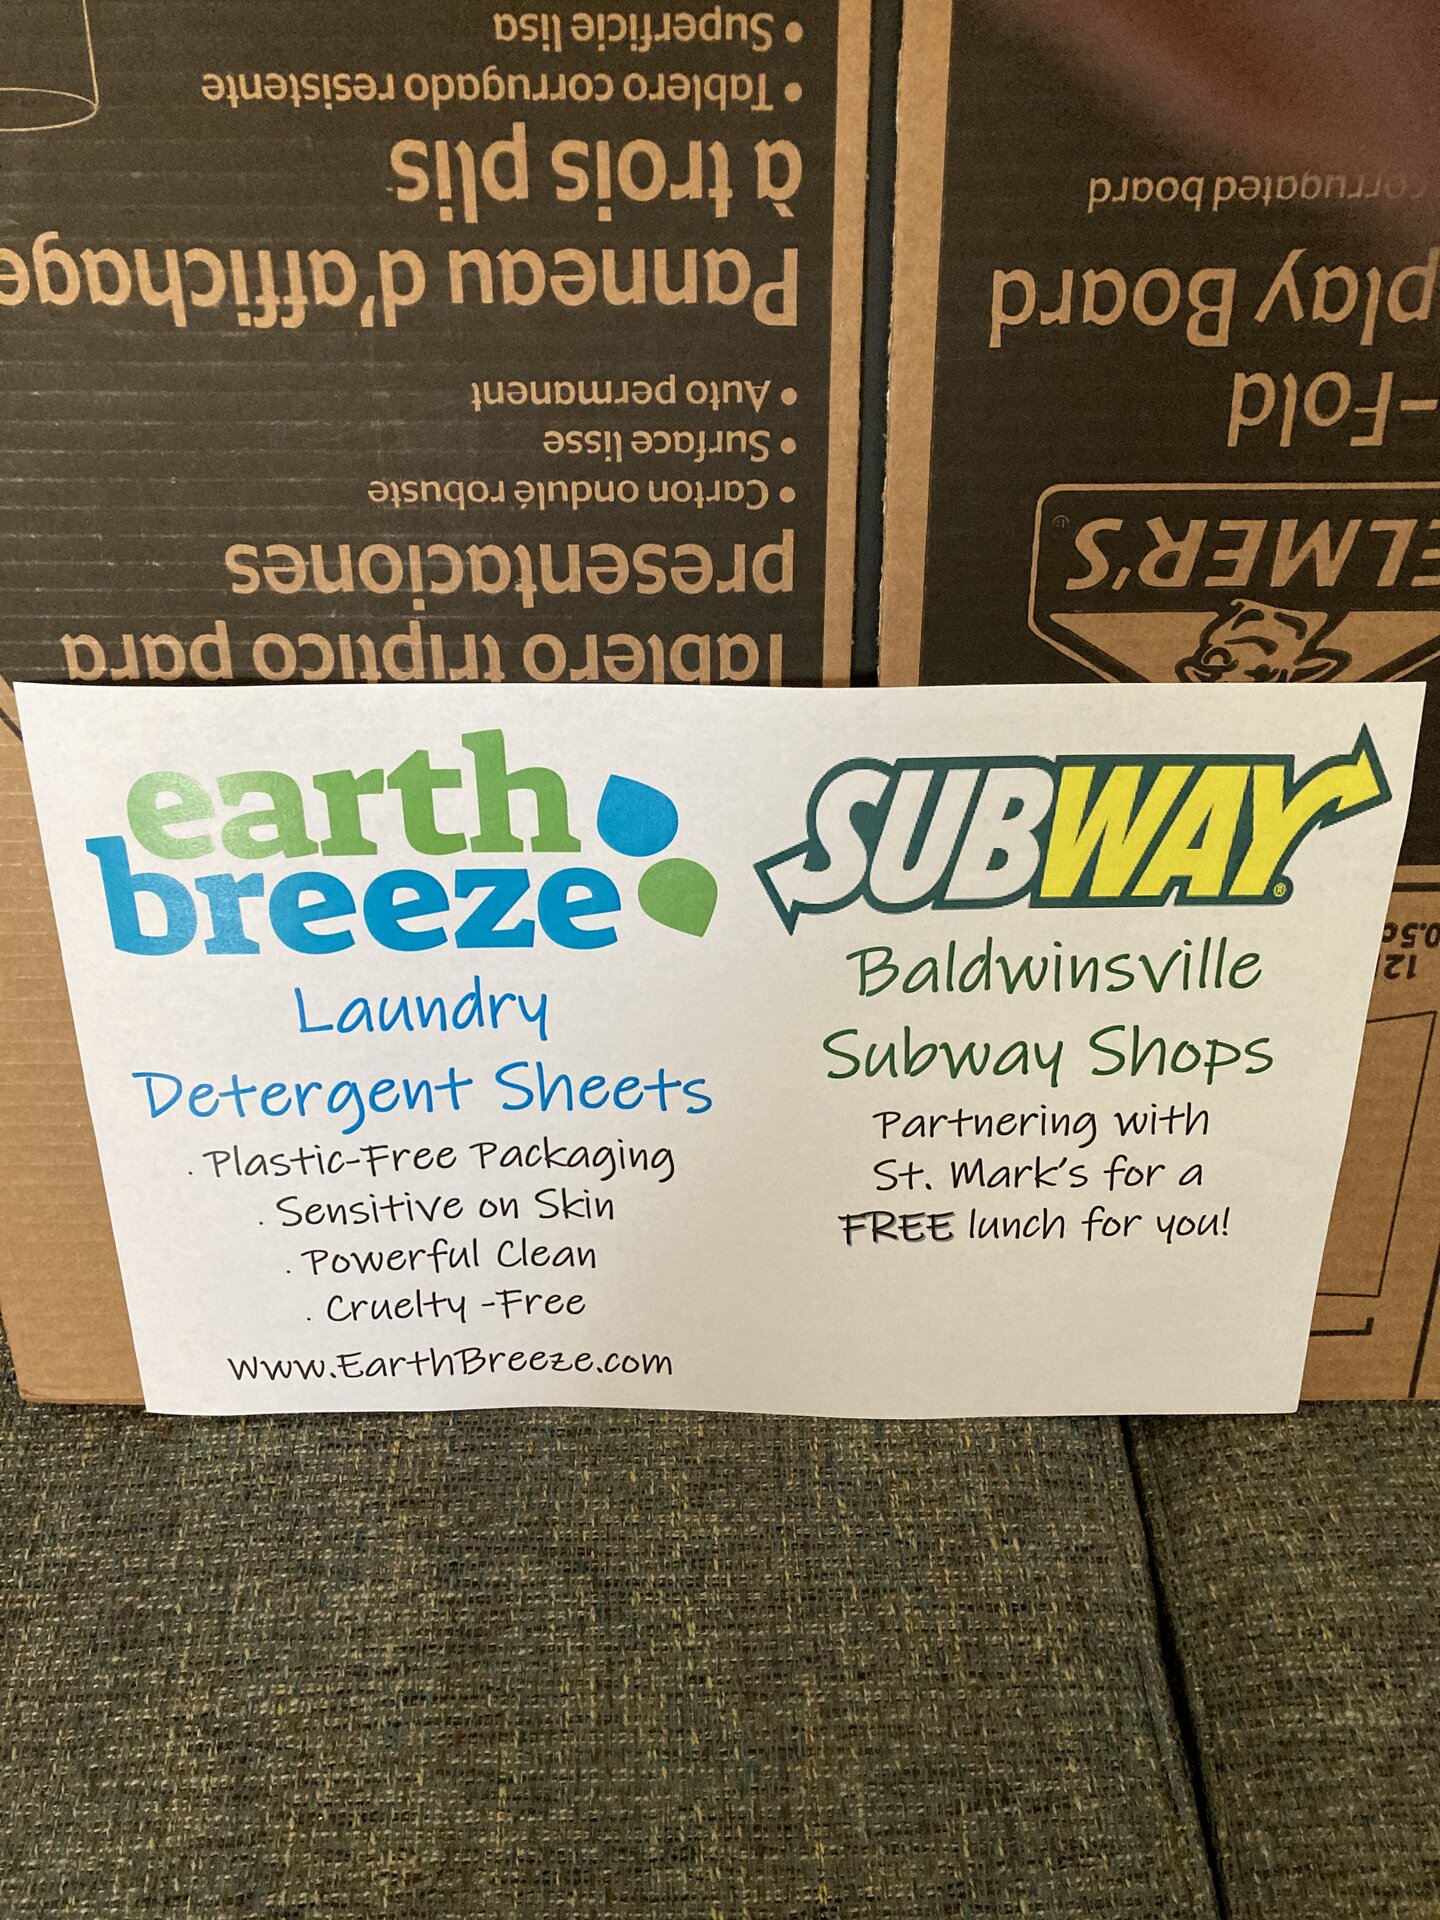 • Superficie lisa
• Tablero corrugado resistente
à trois plis
Panneau d'affichage
• Auto permanent
• Surface lisse
• Carton ondulé robuste
presentaciones
Tablero tríptico para
corrugated board
play Board
-Fold
ELMER'S
earth
breeze
Laundry
Detergent Sheets
. Plastic-Free Packaging
. Sensitive on Skin
. Powerful Clean
. Cruelty -Free
www.EarthBreeze.com
SUBWAY®
Baldwinsville
Subway Shops
Partnering with
St. Mark's for a
FREE lunch for you!